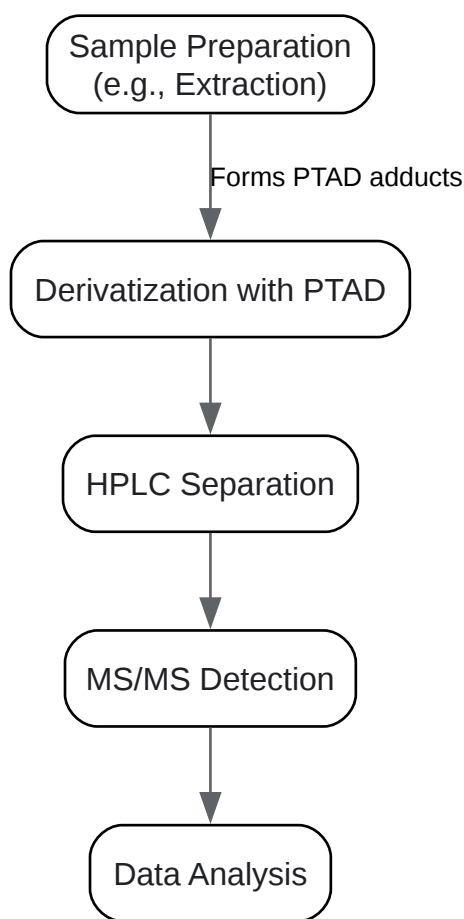 Sample Preparation
(e.g., Extraction)
Forms PTAD adducts
Derivatization with PTAD
HPLC Separation
MS/MS Detection
Data Analysis